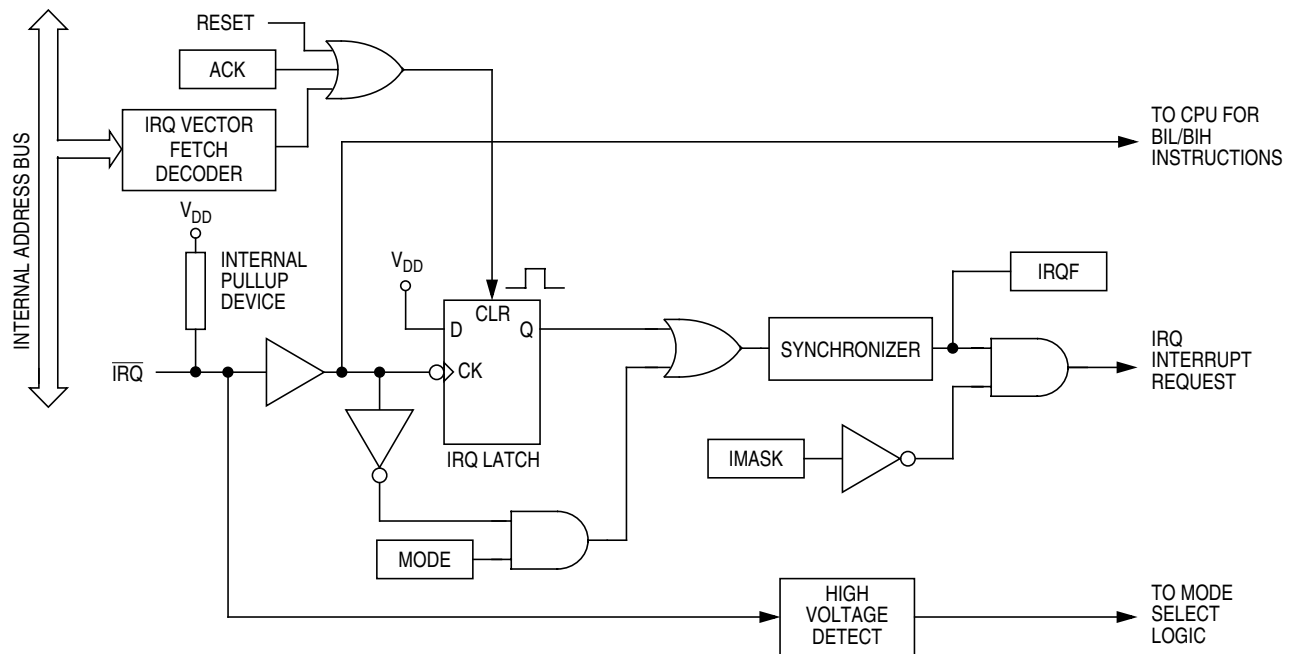 INTERNAL ADDRESS BUS
RESET
ACK
IRQ VECTOR
FETCH
DECODER
TO CPU FOR
BIL/BIH
INSTRUCTIONS
VDD
INTERNAL
PULLUP
DEVICE
VDD
CLR
D
Q
CK
IRQ LATCH
IRQ
SYNCHRONIZER
IRQF
IRQ
INTERRUPT
REQUEST
IMASK
MODE
HIGH
VOLTAGE
DETECT
TO MODE
SELECT
LOGIC